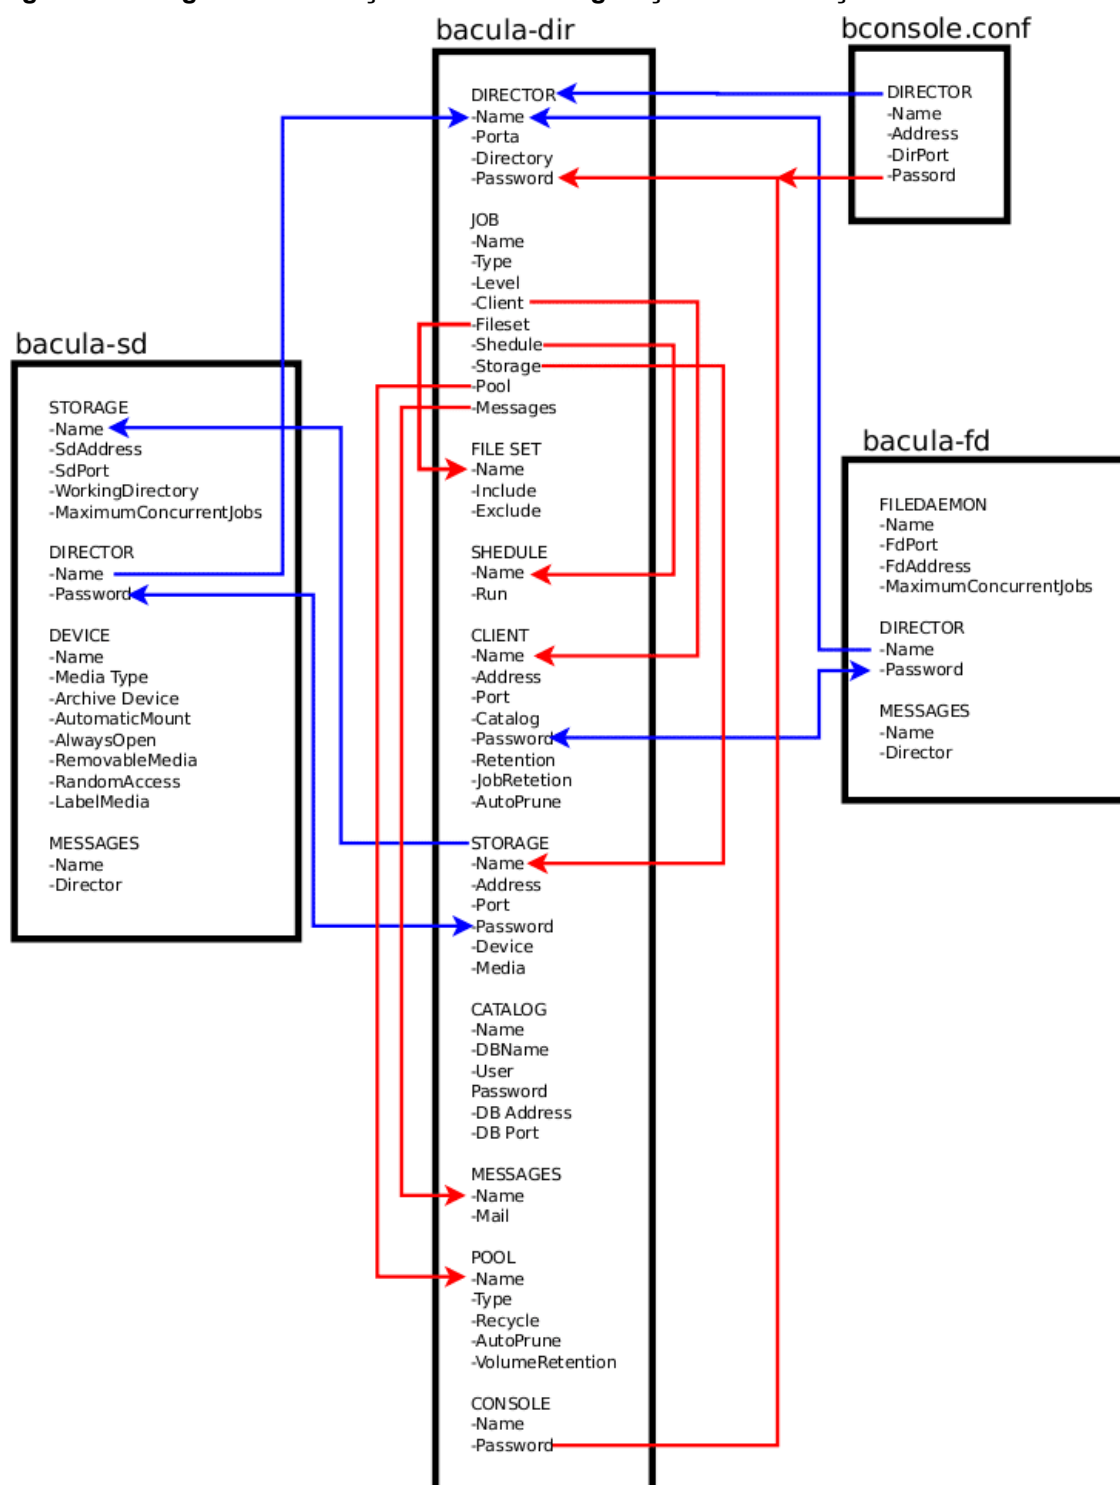 bacula-dir
DIRECTOR
-Name
-Porta
-Directory
-Password
JOB
-Name
-Type
-Level
-Client
-Fileset
-Shedule
-Storage
-Pool
-Messages
FILE SET
-Name
-Include
-Exclude
SHEDULE
-Name
-Run
CLIENT
-Name
-Address
-Port
-Catalog
-Password
-Retention
-JobRetetion
-AutoPrune
STORAGE
-Name
-Address
-Port
-Password
-Device
-Media
CATALOG
-Name
-DBName
-User
Password
-DB Address
-DB Port
MESSAGES
-Name
-Mail
POOL
-Name
-Type
-Recycle
-AutoPrune
-VolumeRetention
CONSOLE
-Name
-Password
bconsole.conf
DIRECTOR
-Name
-Address
-DirPort
-Passord
bacula-sd
STORAGE
-Name
-SdAddress
-SdPort
-WorkingDirectory
-MaximumConcurrentJobs
DIRECTOR
-Name
-Password
DEVICE
-Name
-Media Type
-Archive Device
-AutomaticMount
-AlwaysOpen
-RemovableMedia
-RandomAccess
-LabelMedia
MESSAGES
-Name
-Director
bacula-fd
FILEDAEMON
-Name
-FdPort
-FdAddress
-MaximumConcurrentJobs
DIRECTOR
-Name
-Password
MESSAGES
-Name
-Director